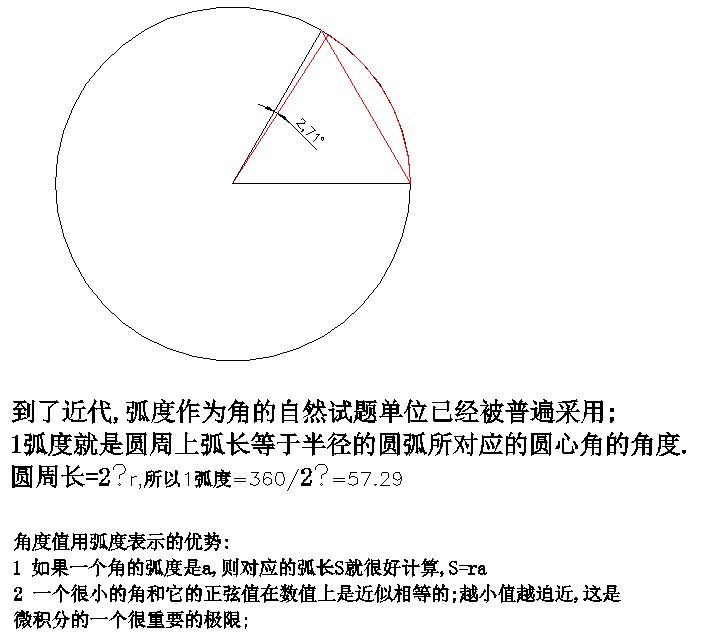 2,71°
到了近代,弧度作为角的自然试题单位已经被普遍采用;
1弧度就是圆周上弧长等于半径的圆弧所对应的圆心角的角度.
圆周长=2?r,所以1弧度=360/2?=57.29
角度值用弧度表示的优势:
1 如果一个角的弧度是a,则对应的弧长S就很好计算,S=ra
2 一个很小的角和它的正弦值在数值上是近似相等的;越小值越迫近,这是
微积分的一个很重要的极限;